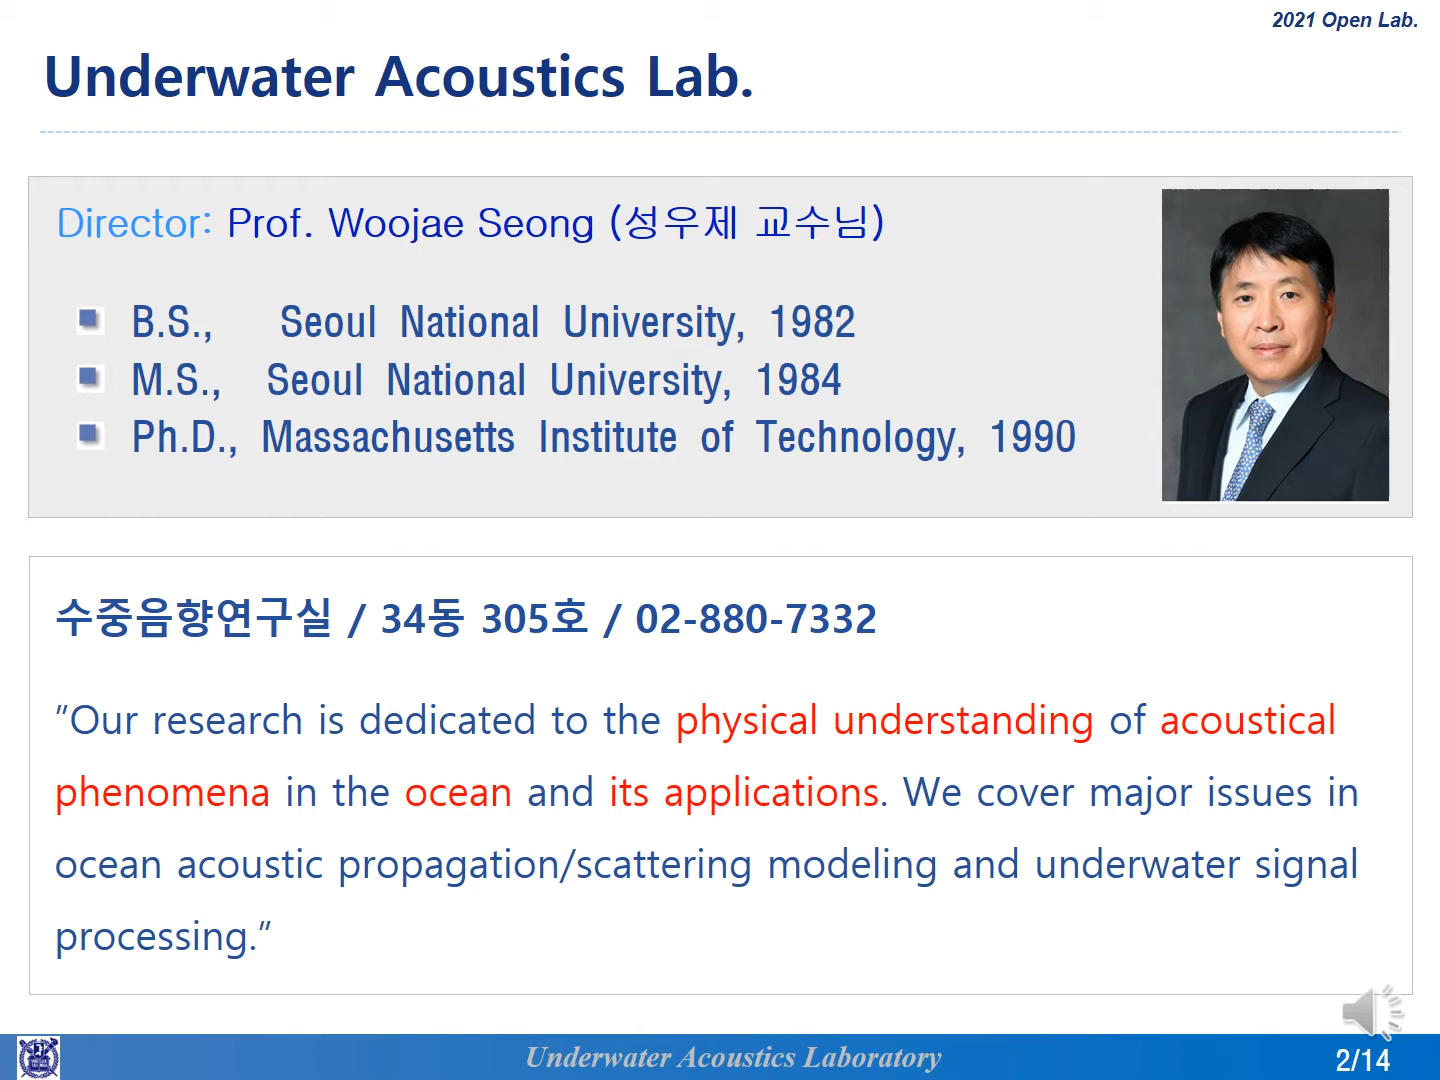 2021 Open Lab.
Underwater Acoustics Lab.
Director: Prof. Woojae Seong (성우제 교수님)
B.S., Seoul National University, 1982
M.S., Seoul National University, 1984
Ph.D., Massachusetts Institute of Technology, 1990
수중음향연구실 / 34동 305호 / 02-880-7332
"Our research is dedicated to the physical understanding of acoustical
phenomena in the ocean and its applications. We cover major issues in
ocean acoustic propagation/scattering modeling and underwater signal
processing."
Underwater Acoustics Laboratory
2/14